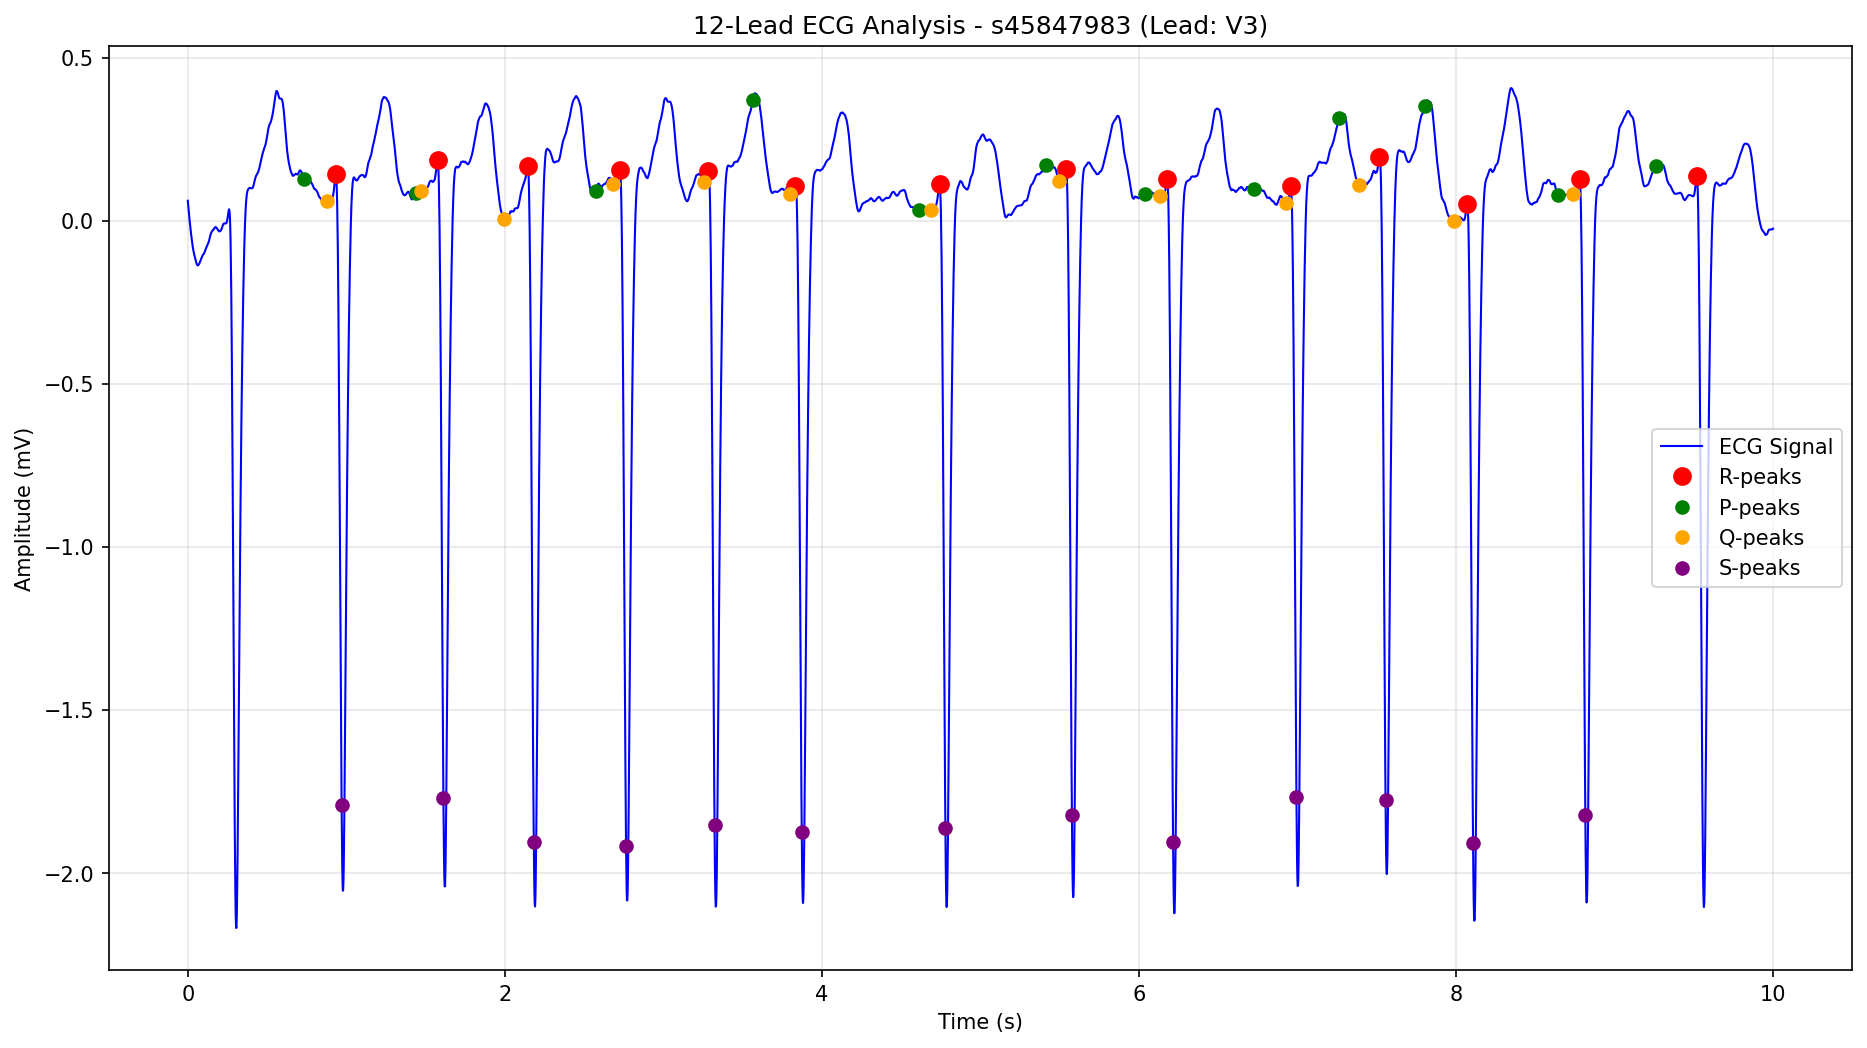 12-Lead ECG Analysis - s45847983 (Lead: V3)
Amplitude (mV)
0.5
0.0
−0.5
−1.0
−1.5
−2.0
ECG Signal
R-peaks
P-peaks
Q-peaks
S-peaks
0 2 4 6 8 10
Time (s)